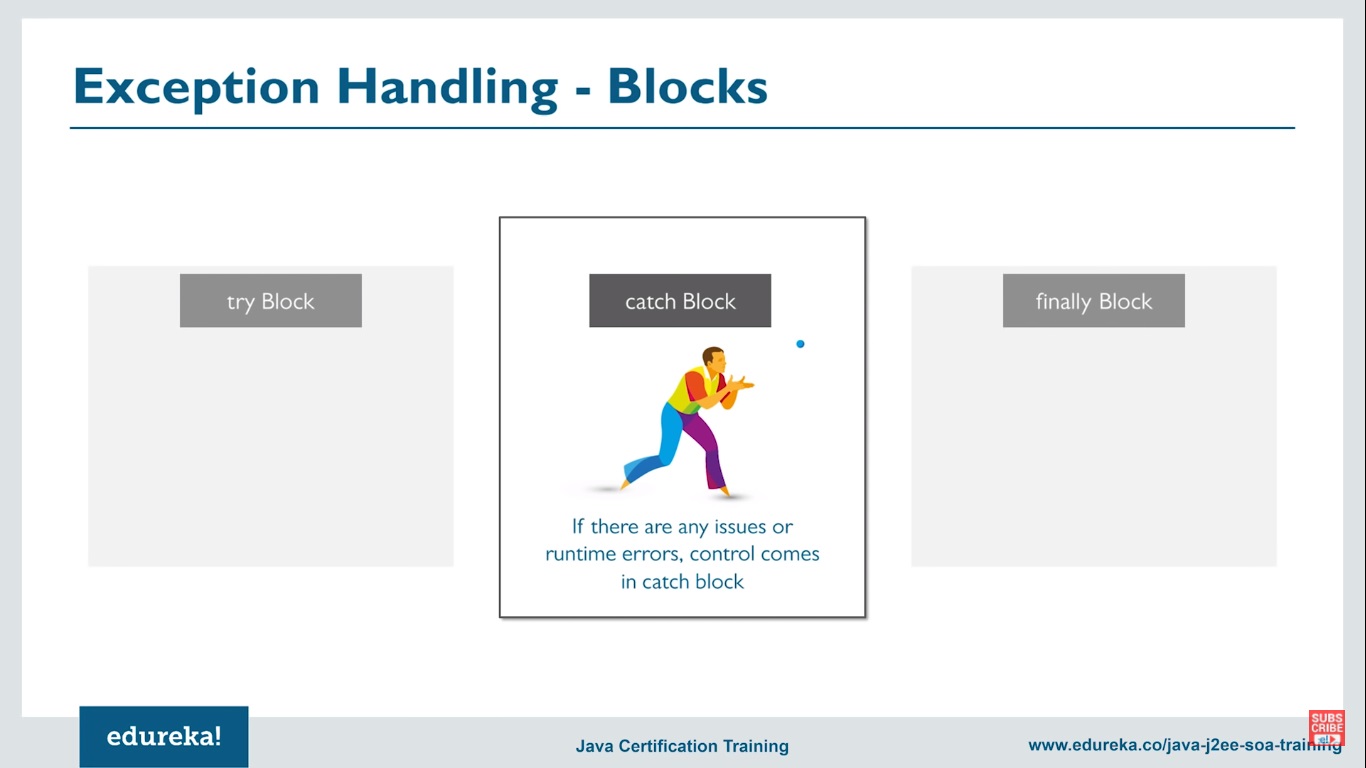 Exception Handling - Blocks
try Block
catch Block
finally Block
If there are any issues or
runtime errors, control comes
in catch block
edureka!
Java Certification Training
www.edureka.co/java-j2ee-soa-training
SUBS
CRIBE